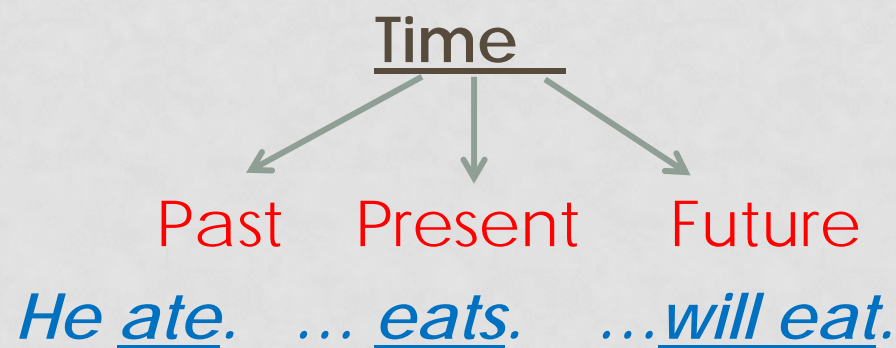 Time
Past Present Future
He ate. ... eats. ...will eat.